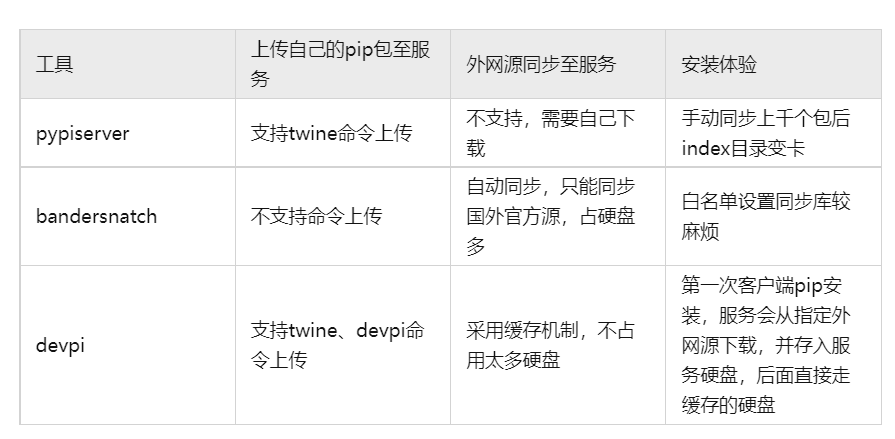 工具
上传自己的pip包至服
务
外网源同步至服务
安装体验
pypiserver
支持twine命令上传
不支持，需要自己下
载
手动同步上千个包后
index目录变卡
bandersnatch
不支持命令上传
自动同步，只能同步
国外官方源，占硬盘
多
白名单设置同步库较
麻烦
devpi
支持twine、devpi命
令上传
采用缓存机制，不占
用太多硬盘
第一次客户端pip安
装，服务会从指定外
网源下载，并存入服
务硬盘，后面直接走
缓存的硬盘